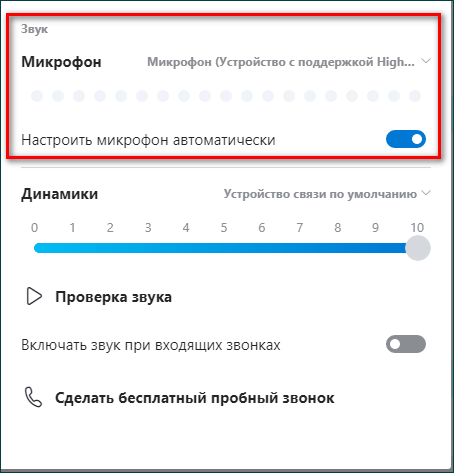 Звук
Микрофон Микрофон (Устройство с поддержкой High...
Настроить микрофон автоматически
Динамики Устройство связи по умолчанию
0 1 2 3 4 5 6 7 8 9 10
Проверка звука
Включать звук при входящих звонках
Сделать бесплатный пробный звонок